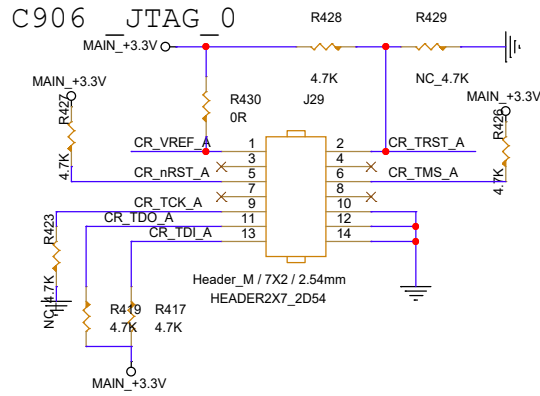 C906 _JTAG_0
R428
R429
MAIN_+3.3V
4.7K
NC_4.7K
MAIN_+3.3V
R430
0R
J29
MAIN_+3.3V
R427
4.7K
R426
4.7K
CR_VREF_A
1
2
CR_TRST_A
3
4
CR_nRST_A
5
6
CR_TMS_A
7
8
CR_TCK_A
9
10
CR_TDO_A
11
12
CR_TDI_A
13
14
R423
NC_4.7K
Header_M / 7X2 / 2.54mm
HEADER2X7_2D54
R419
4.7K
R417
4.7K
MAIN_+3.3V